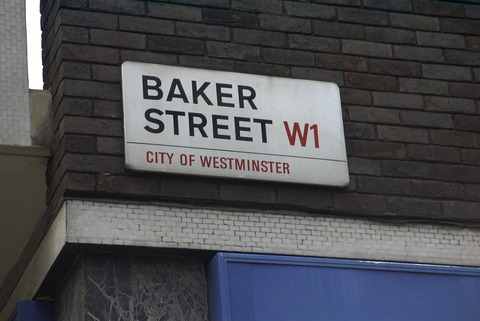 BAKER
STREET W1
CITY OF WESTMINSTER